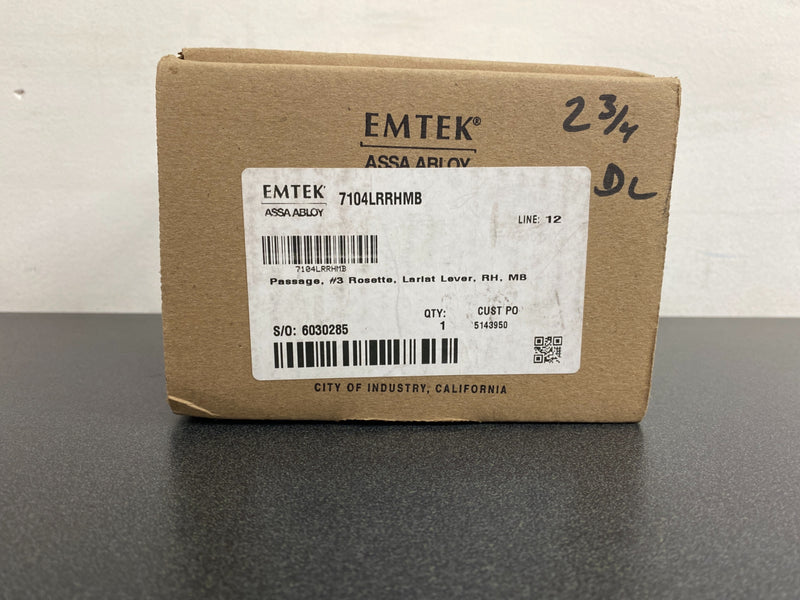 EMTEK®
ASSA ABLOY
2 3/4
DL
EMTEK®
ASSA ABLOY
7104LRRHMB
LINE: 12
7104LRRHMB
Passage, #3 Rosette, Lariat Lever, RH, MB
QTY: CUST PO
S/O: 6030285 1 5143950
CITY OF INDUSTRY, CALIFORNIA